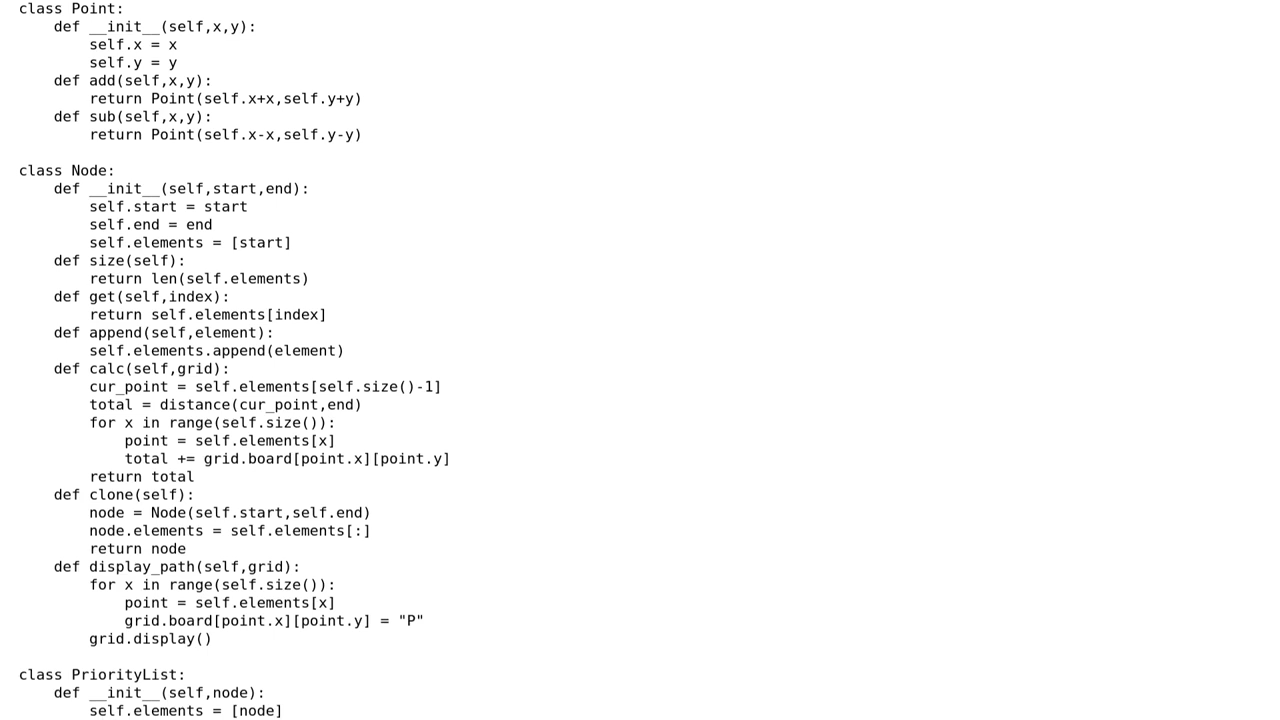 class Point:
    def __init__(self,x,y):
        self.x = x
        self.y = y
    def add(self,x,y):
        return Point(self.x+x,self.y+y)
    def sub(self,x,y):
        return Point(self.x-x,self.y-y)

class Node:
    def __init__(self,start,end):
        self.start = start
        self.end = end
        self.elements = [start]
    def size(self):
        return len(self.elements)
    def get(self,index):
        return self.elements[index]
    def append(self,element):
        self.elements.append(element)
    def calc(self,grid):
        cur_point = self.elements[self.size()-1]
        total = distance(cur_point,end)
        for x in range(self.size()):
            point = self.elements[x]
            total += grid.board[point.x][point.y]
        return total
    def clone(self):
        node = Node(self.start,self.end)
        node.elements = self.elements[:]
        return node
    def display_path(self,grid):
        for x in range(self.size()):
            point = self.elements[x]
            grid.board[point.x][point.y] = "P"
        grid.display()

class PriorityList:
    def __init__(self,node):
        self.elements = [node]